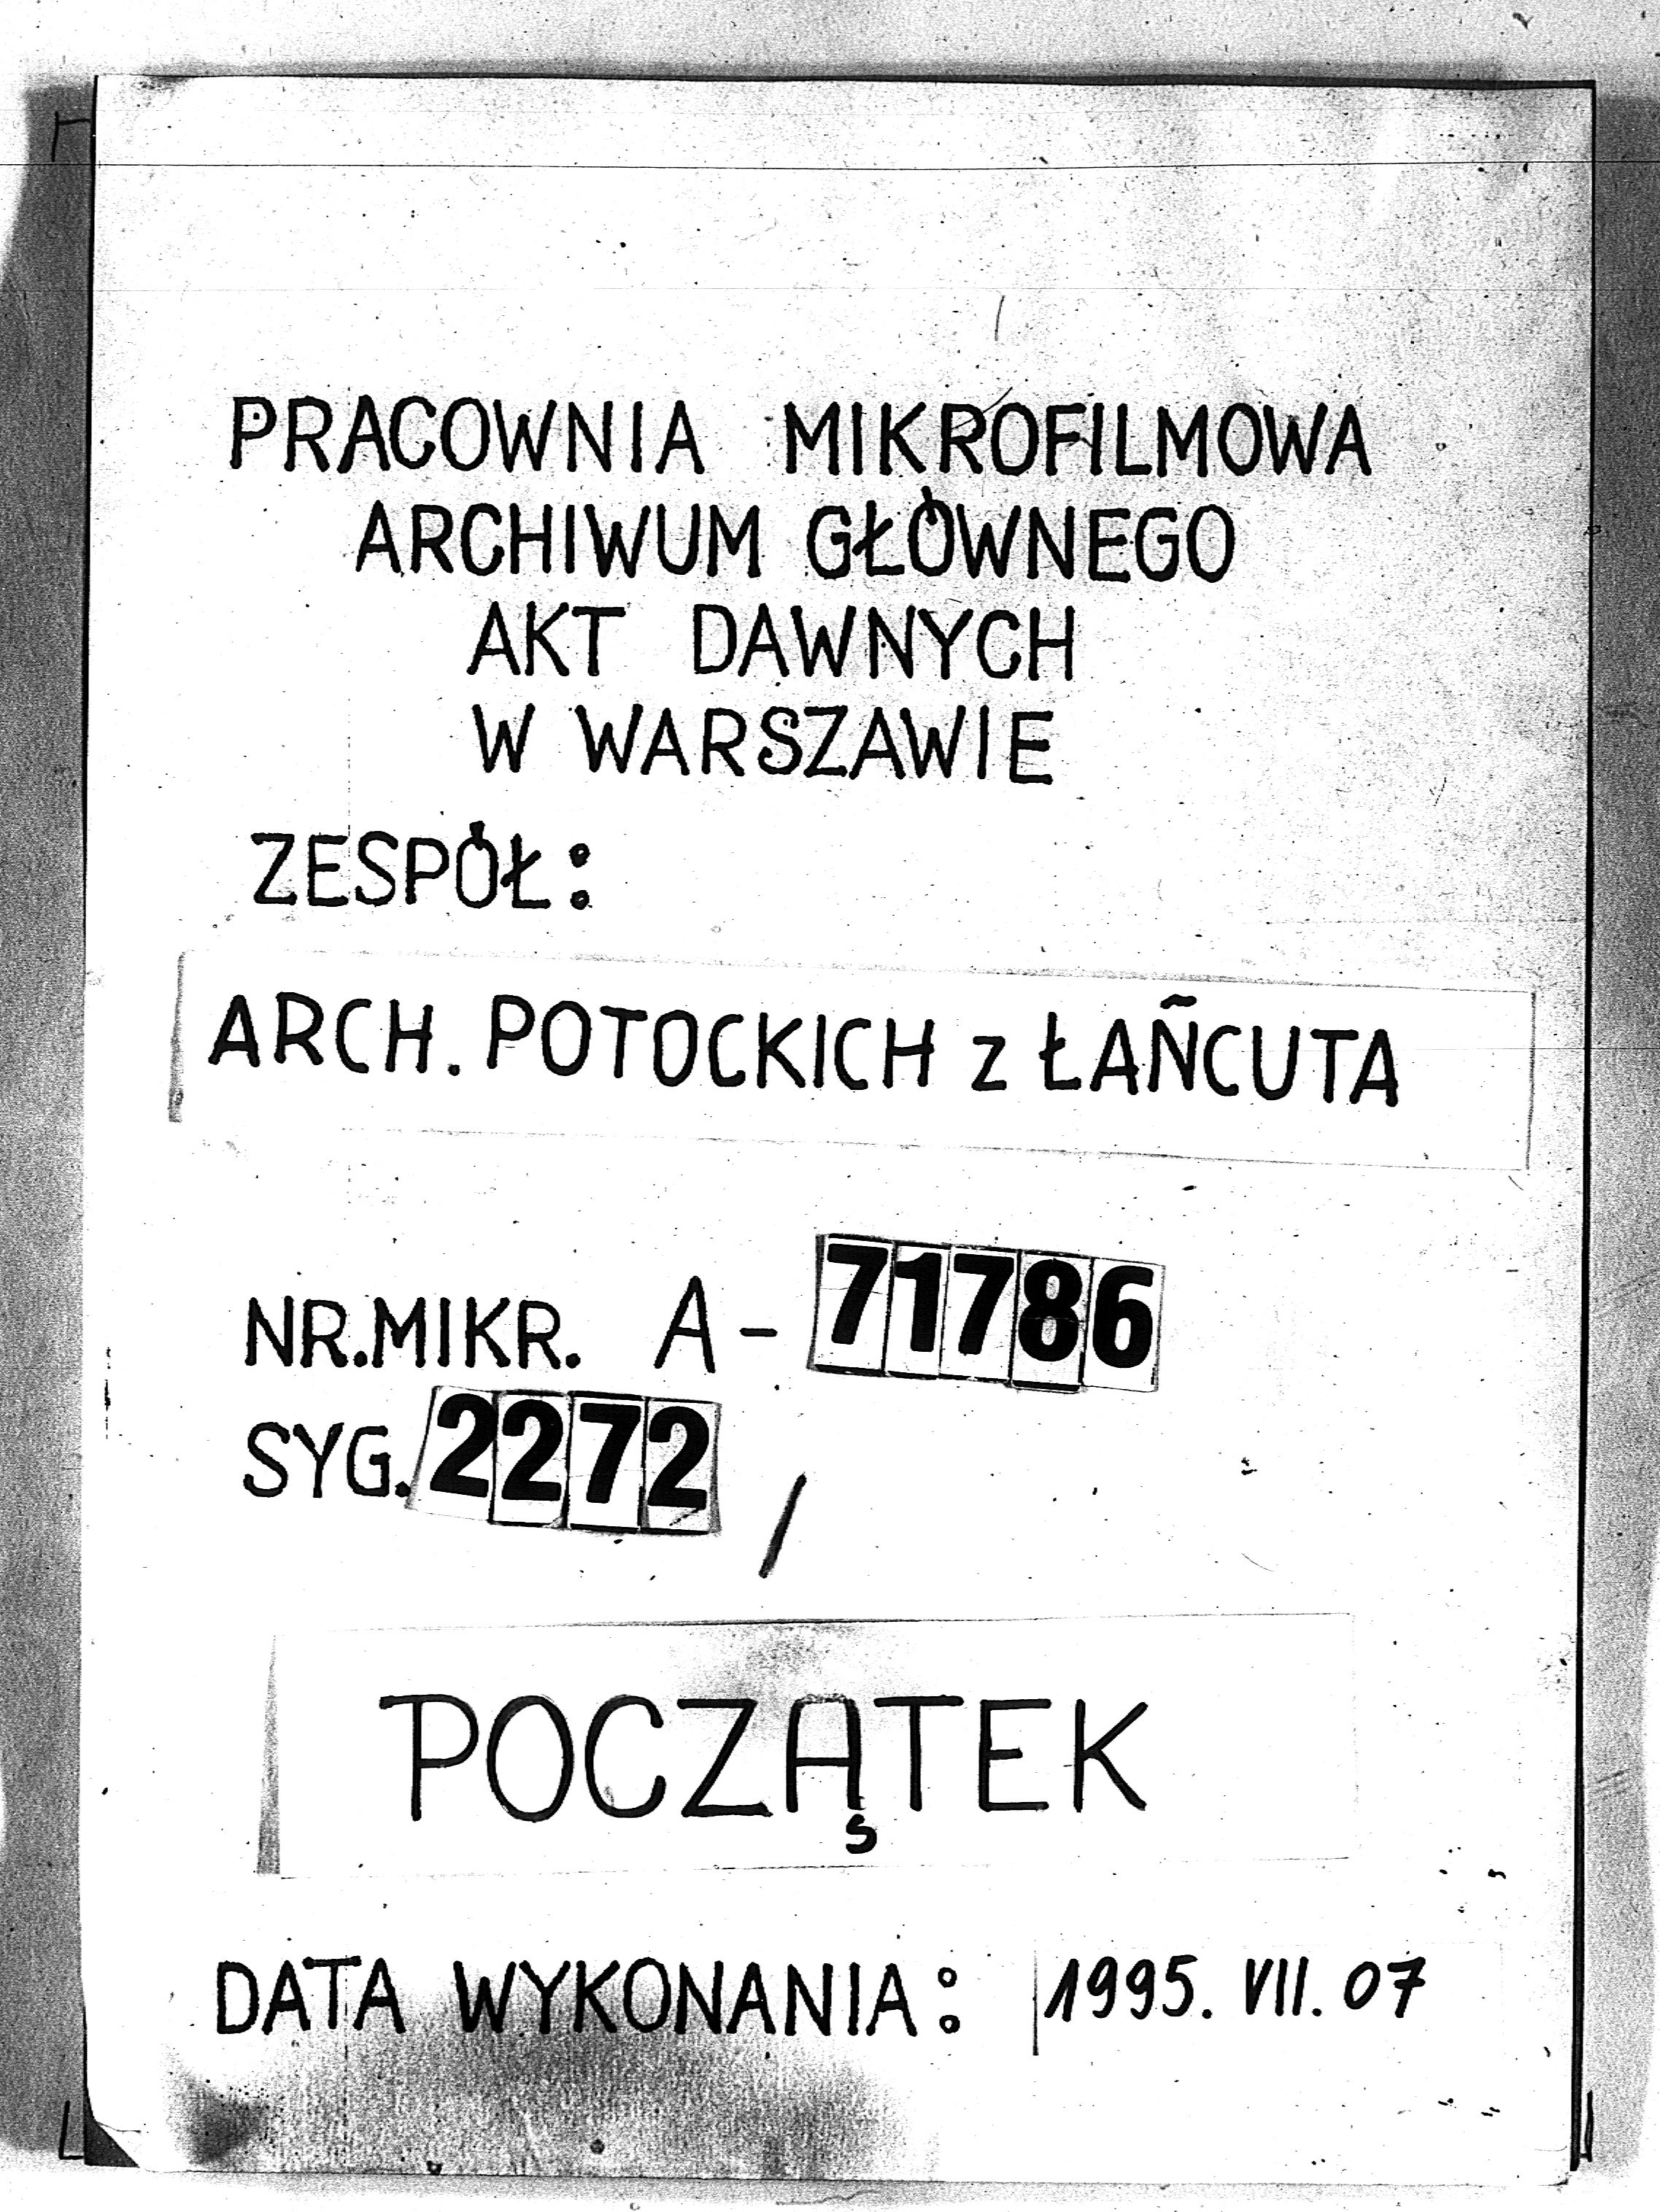 PRACOWNIA MIKROFILMOWA
ARCHIWUM GŁÓWNEGO
AKT DAWNYCH
W WARSZAWIE
ZESPÓŁ:
ARCH. POTOCKICH z ŁAŃCUTA
NR.MIKR. A-71786
SYG. 2272 /
POCZĄTEK
DATA WYKONANIA: 1995. VII. 07